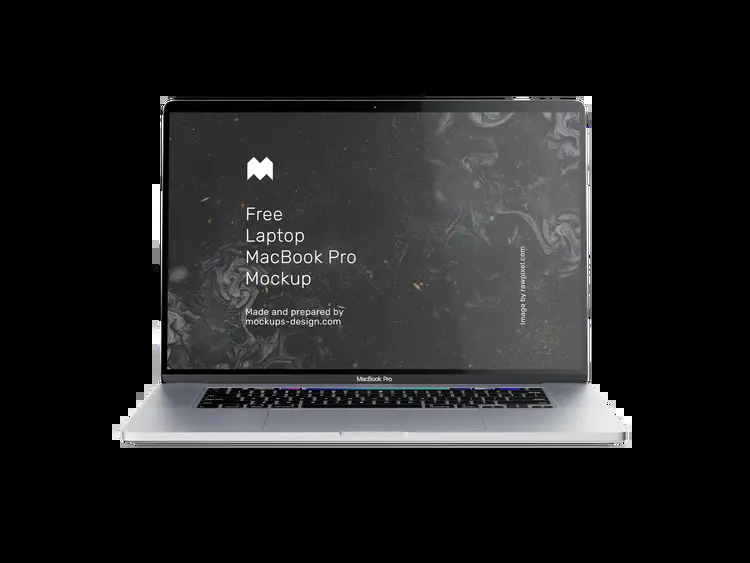 Free
Laptop
MacBook Pro
Mockup
Made and prepared by
mockups-design.com
Image by rawpixel.com
MacBook Pro